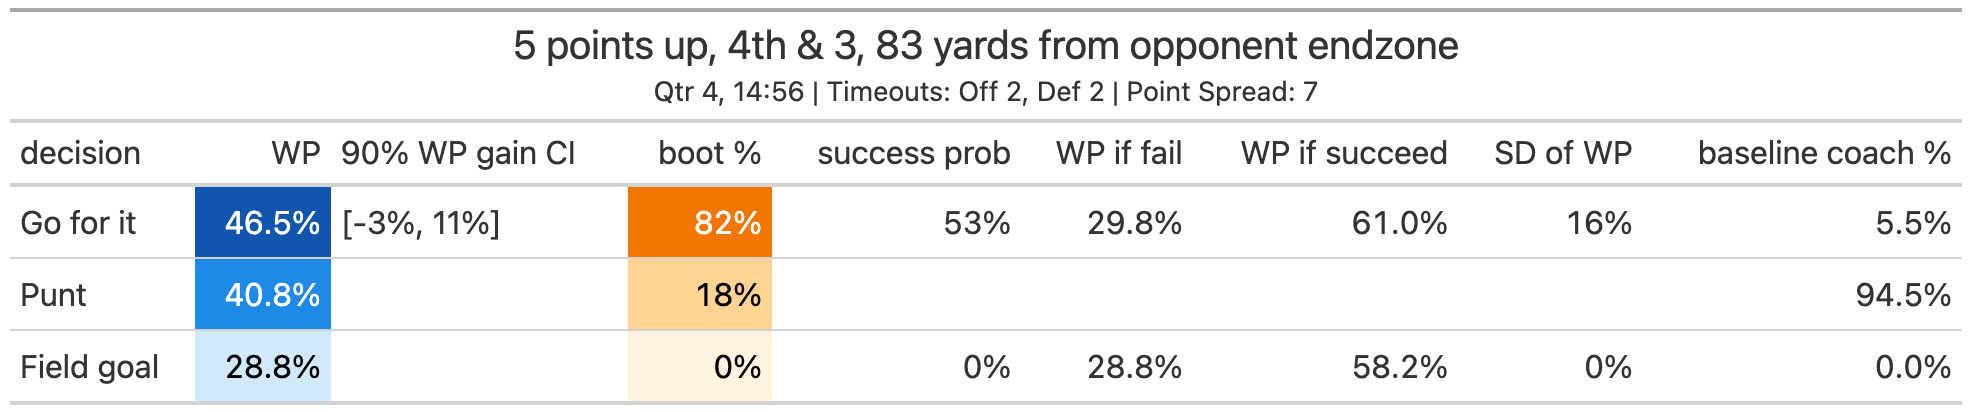 5 points up, 4th & 3, 83 yards from opponent endzone
Qtr 4, 14:56 | Timeouts: Off 2, Def 2 | Point Spread: 7
decision WP 90% WP gain CI boot % success prob WP if fail WP if succeed SD of WP baseline coach %
Go for it 46.5% [-3%, 11%] 82% 53% 29.8% 61.0% 16% 5.5%
Punt 40.8% 18% 94.5%
Field goal 28.8% 0% 0% 28.8% 58.2% 0% 0.0%